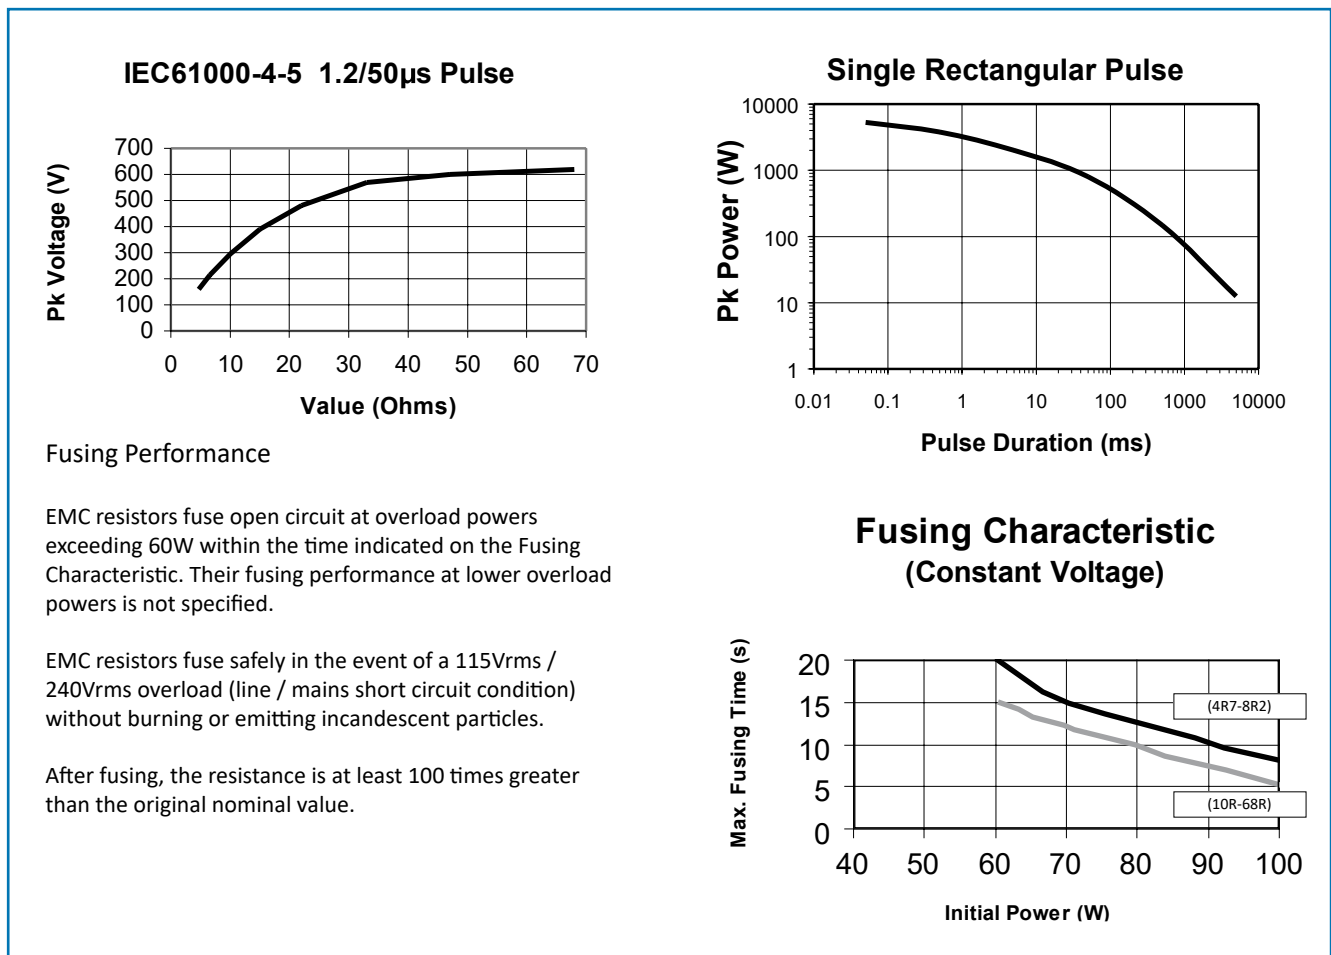 IEC61000-4-5 1.2/50µs Pulse
Pk Voltage (V)
700
600
500
400
300
200
100
0
0 10 20 30 40 50 60 70
Value (Ohms)
Single Rectangular Pulse
Pk Power (W)
10000
1000
100
10
1
0.01 0.1 1 10 100 1000 10000
Pulse Duration (ms)
Fusing Performance
EMC resistors fuse open circuit at overload powers
exceeding 60W within the time indicated on the Fusing
Characteristic. Their fusing performance at lower overload
powers is not specified.
EMC resistors fuse safely in the event of a 115Vrms /
240Vrms overload (line / mains short circuit condition)
without burning or emitting incandescent particles.
After fusing, the resistance is at least 100 times greater
than the original nominal value.
Fusing Characteristic
(Constant Voltage)
Max. Fusing Time (s)
20
15
10
5
0
(4R7-8R2)
(10R-68R)
40 50 60 70 80 90 100
Initial Power (W)